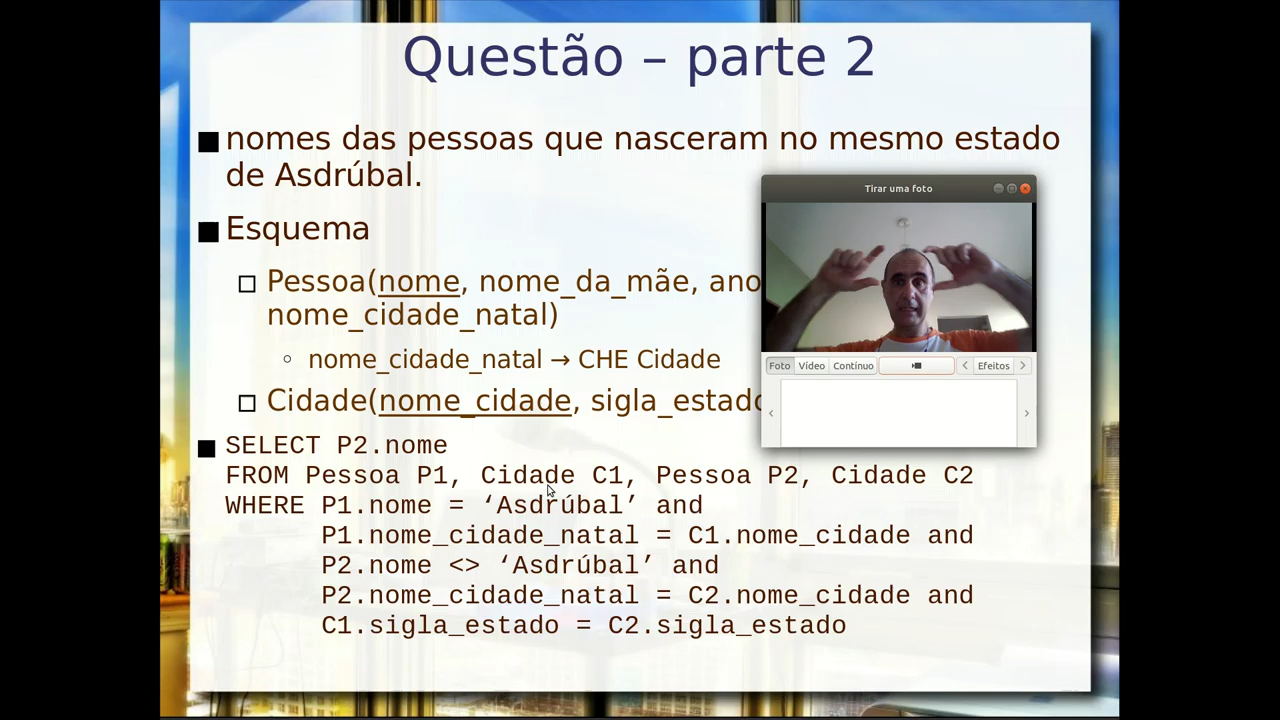 Questão – parte 2
nomes das pessoas que nasceram no mesmo estado
de Asdrúbal.
Esquema
Pessoa(nome, nome_da_mãe, ano
nome_cidade_natal)
nome_cidade_natal → CHE Cidade
Cidade(nome_cidade, sigla_estado
Tirar uma foto
Foto Vídeo Contínuo Efeitos
SELECT P2.nome
FROM Pessoa P1, Cidade C1, Pessoa P2, Cidade C2
WHERE P1.nome = ‘Asdrúbal’ and
P1.nome_cidade_natal = C1.nome_cidade and
P2.nome <> ‘Asdrúbal’ and
P2.nome_cidade_natal = C2.nome_cidade and
C1.sigla_estado = C2.sigla_estado